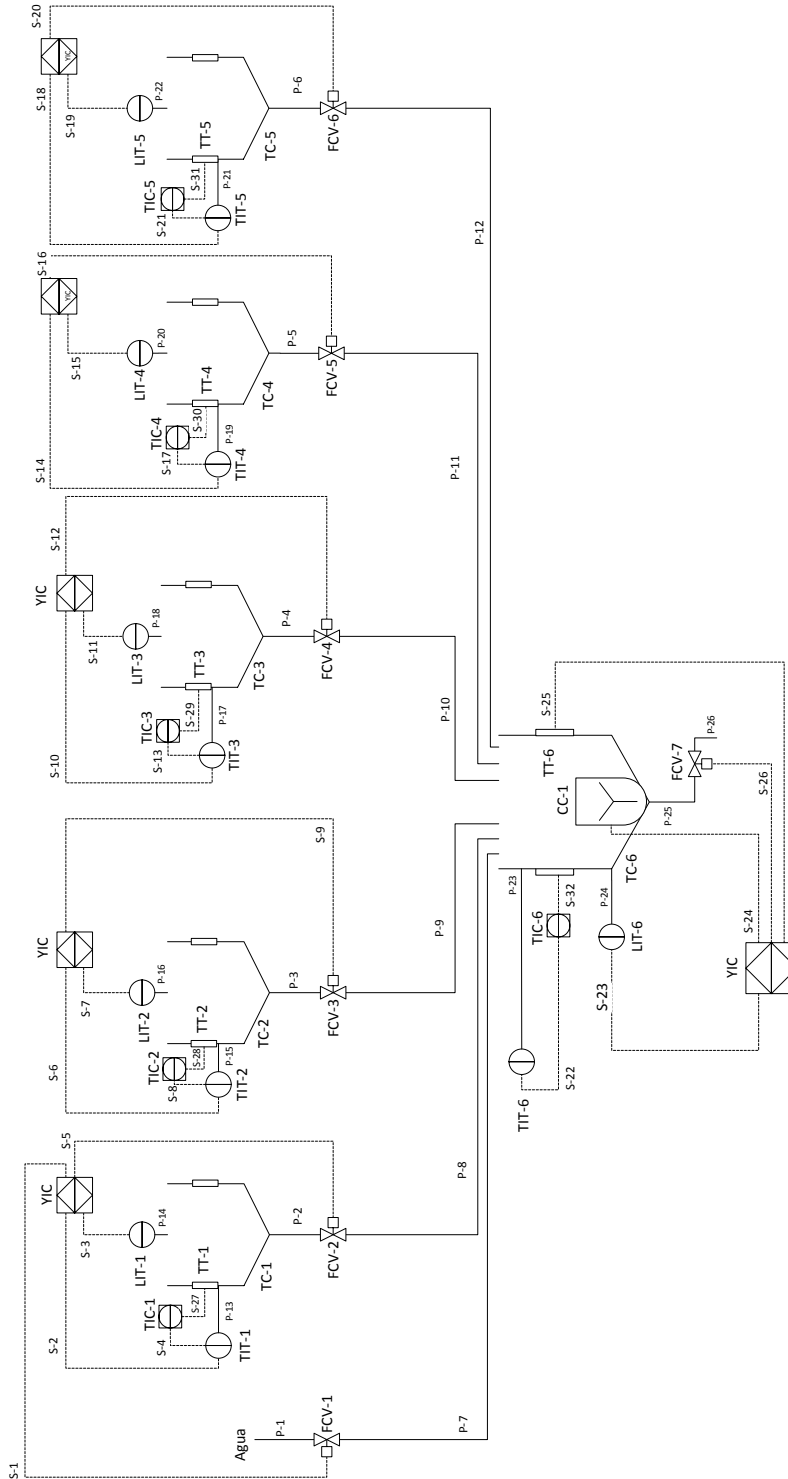 S-1
S-2
S-3
YIC
S-5
LIT-1
P-14
TIC-1
S-4
S-27
TT-1
P-13
TIT-1
TC-1
P-2
FCV-2
P-8
Agua
P-1
FCV-1
P-7
S-6
S-7
YIC
S-9
LIT-2
P-16
TIC-2
S-8
S-28
TT-2
P-15
TIT-2
TC-2
P-3
FCV-3
P-9
S-10
S-11
YIC
S-12
LIT-3
P-18
TIC-3
S-13
S-29
TT-3
P-17
TIT-3
TC-3
P-4
FCV-4
P-10
S-14
S-15
YIC
S-16
LIT-4
P-20
TIC-4
S-17
S-30
TT-4
P-19
TIT-4
TC-4
P-5
FCV-5
P-11
S-18
S-19
YIC
S-20
LIT-5
P-22
TIC-5
S-21
S-31
TT-5
P-21
TIT-5
TC-5
P-6
FCV-6
P-12
TIT-6
S-22
P-23
TIC-6
S-32
P-24
LIT-6
S-23
TC-6
CC-1
TT-6
S-25
P-25
FCV-7
P-26
S-26
S-24
YIC